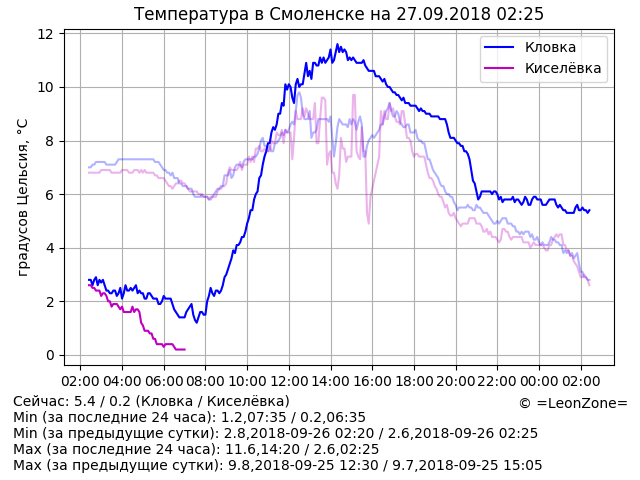 Температура в Смоленске на 27.09.2018 02:25
Кловка
Киселёвка
градусов Цельсия, °C
12
10
8
6
4
2
0
02:00 04:00 06:00 08:00 10:00 12:00 14:00 16:00 18:00 20:00 22:00 00:00 02:00
Сейчас: 5.4 / 0.2 (Кловка / Киселёвка)
© =LeonZone=
Min (за последние 24 часа): 1.2,07:35 / 0.2,06:35
Min (за предыдущие сутки): 2.8,2018-09-26 02:20 / 2.6,2018-09-26 02:25
Max (за последние 24 часа): 11.6,14:20 / 2.6,02:25
Max (за предыдущие сутки): 9.8,2018-09-25 12:30 / 9.7,2018-09-25 15:05